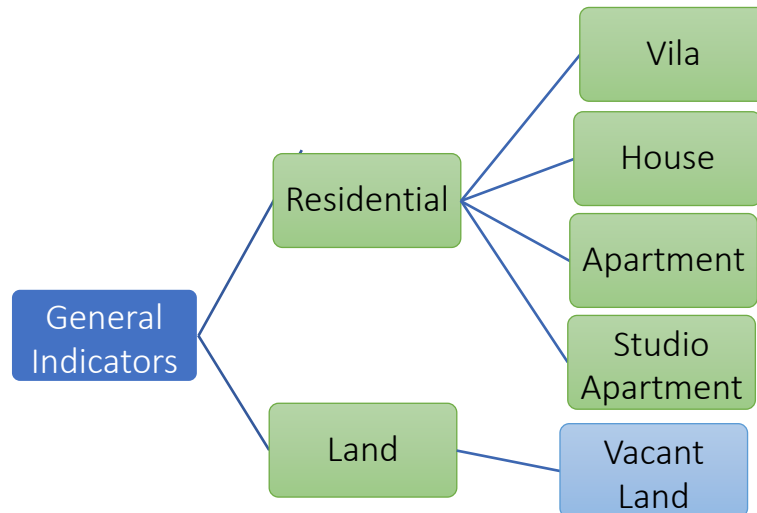 Vila
House
Residential
Apartment
General
Indicators
Studio
Apartment
Land
Vacant
Land